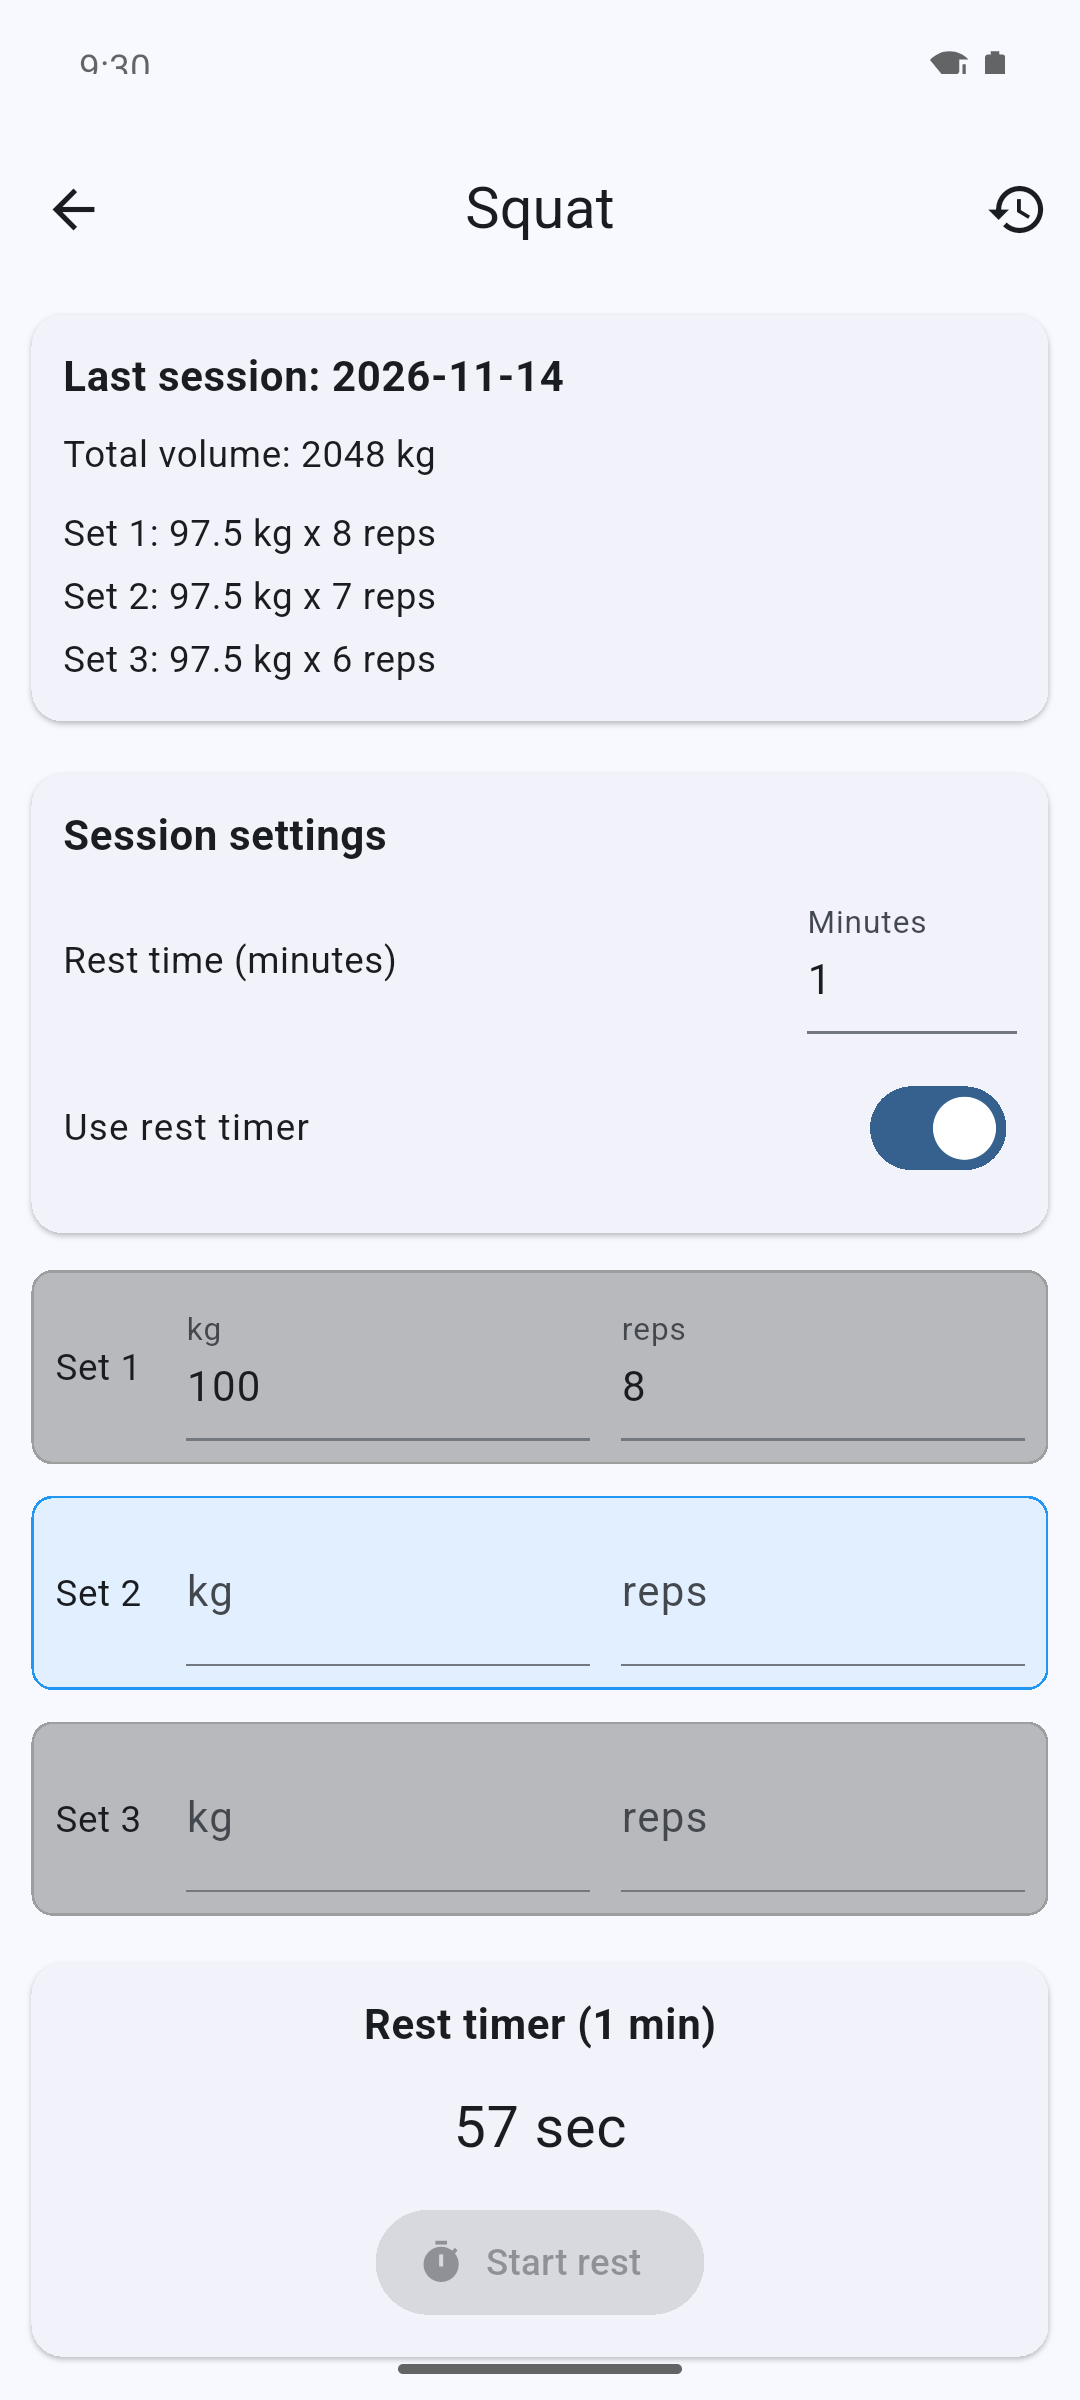 9:30
Squat
Last session: 2026-11-14
Total volume: 2048 kg
Set 1: 97.5 kg x 8 reps
Set 2: 97.5 kg x 7 reps
Set 3: 97.5 kg x 6 reps
Session settings
Minutes
Rest time (minutes)
1
Use rest timer
kg reps
Set 1
100 8
Set 2 kg reps
Set 3 kg reps
Rest timer (1 min)
57 sec
Start rest